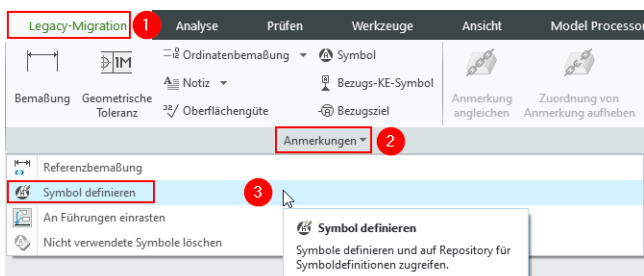 Legacy-Migration 1 Analyse Prüfen Werkzeuge Ansicht Model Processo
Ordinatenbemaßung Symbol
Notiz Bezugs-KE-Symbol
Bemaßung Geometrische Toleranz Oberflächengüte Bezugsziel Anmerkung angleichen Zuordnung von Anmerkung aufheben
Anmerkungen 2
Referenzbemaßung
Symbol definieren 3
An Führungen einrasten
Nicht verwendete Symbole löschen
Symbol definieren
Symbole definieren und auf Repository für
Symboldefinitionen zugreifen.